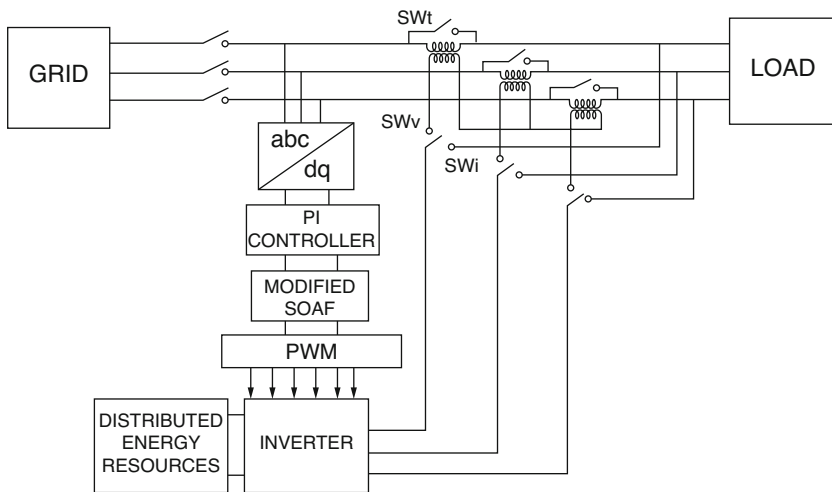 SWt
GRID
LOAD
SWv
abc
SWi
dq
PI
CONTROLLER
MODIFIED
SOAF
PWM
DISTRIBUTED
ENERGY
RESOURCES
INVERTER